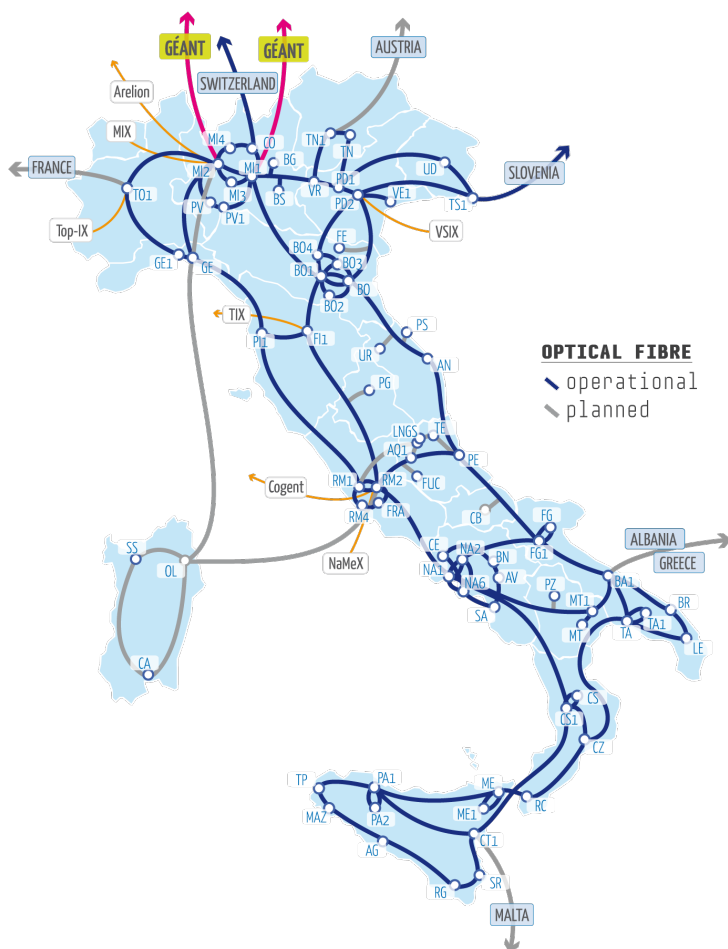 GÉANT
GÉANT
AUSTRIA
SWITZERLAND
Arelion
MIX
FRANCE
Top-IX
SLOVENIA
VSIX
MI4
CO
MI2
MI1
BG
MI3
BS
PV
PV1
TO1
TN1
TN
VR
PD1
PD2
UD
VE1
TS1
GE1
GE
FE
BO4
BO3
BO1
BO
BO2
TIX
PI1
FI1
PS
UR
AN
PG
OPTICAL FIBRE
operational
planned
LNGS
TE
AQ1
PE
FUC
RM1
RM2
RM4
FRA
Cogent
NaMeX
CB
FG
FG1
CE
NA2
BN
NA1
NA6
AV
SA
PZ
MT1
MT
BA1
ALBANIA
GREECE
BR
TA1
TA
LE
SS
OL
CA
CS
CS1
CZ
RC
TP
PA1
ME
MAZ
PA2
ME1
AG
CT1
RG
SR
MALTA